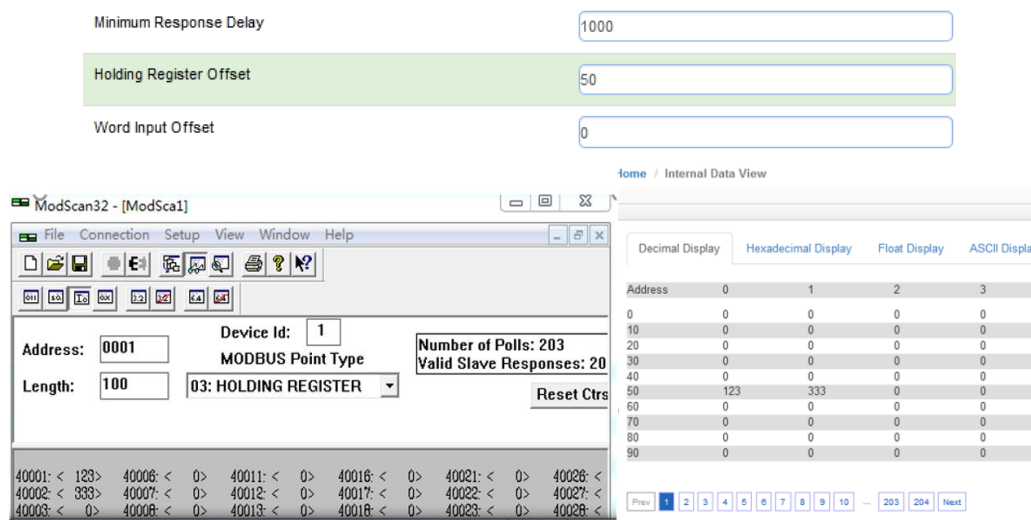 Minimum Response Delay 1000
Holding Register Offset 50
Word Input Offset 0
Home / Internal Data View
ModScan32 - [ModSca1]
File Connection Setup View Window Help
Address: 0001
Device Id: 1
MODBUS Point Type
Length: 100
03: HOLDING REGISTER
Number of Polls: 203
Valid Slave Responses: 20
Reset Ctrs
40001: < 123> 40006: < 0> 40011: < 0> 40016: < 0> 40021: < 0> 40026: <
40002: < 333> 40007: < 0> 40012: < 0> 40017: < 0> 40022: < 0> 40027: <
40003: < 0> 40008: < 0> 40013: < 0> 40018: < 0> 40023: < 0> 40028: <
Decimal Display Hexadecimal Display Float Display ASCII Displa
Address 0 1 2 3
0 0 0 0 0
10 0 0 0 0
20 0 0 0 0
30 0 0 0 0
40 0 0 0 0
50 123 333 0 0
60 0 0 0 0
70 0 0 0 0
80 0 0 0 0
90 0 0 0 0
Prev 1 2 3 4 5 6 7 8 9 10 ... 203 204 Next